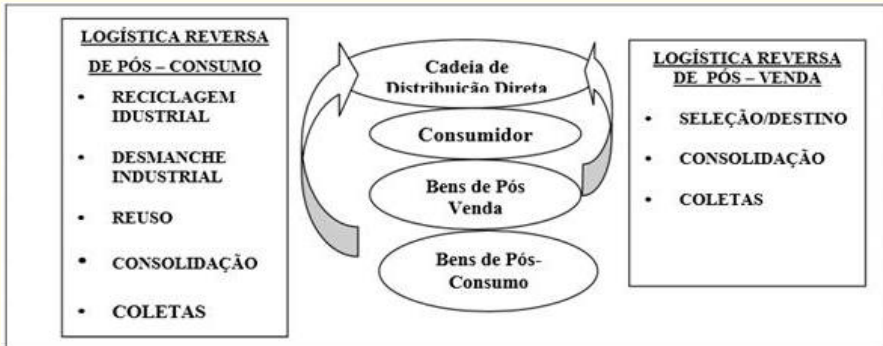 LOGÍSTICA REVERSA
DE PÓS – CONSUMO
• RECICLAGEM
IDUSTRIAL
• DESMANCHE
INDUSTRIAL
• REUSO
• CONSOLIDAÇÃO
• COLETAS
Cadeia de
Distribuição Direta
Consumidor
Bens de Pós
Venda
Bens de Pós-
Consumo
LOGÍSTICA REVERSA
DE PÓS – VENDA
• SELEÇÃO/DESTINO
• CONSOLIDAÇÃO
• COLETAS